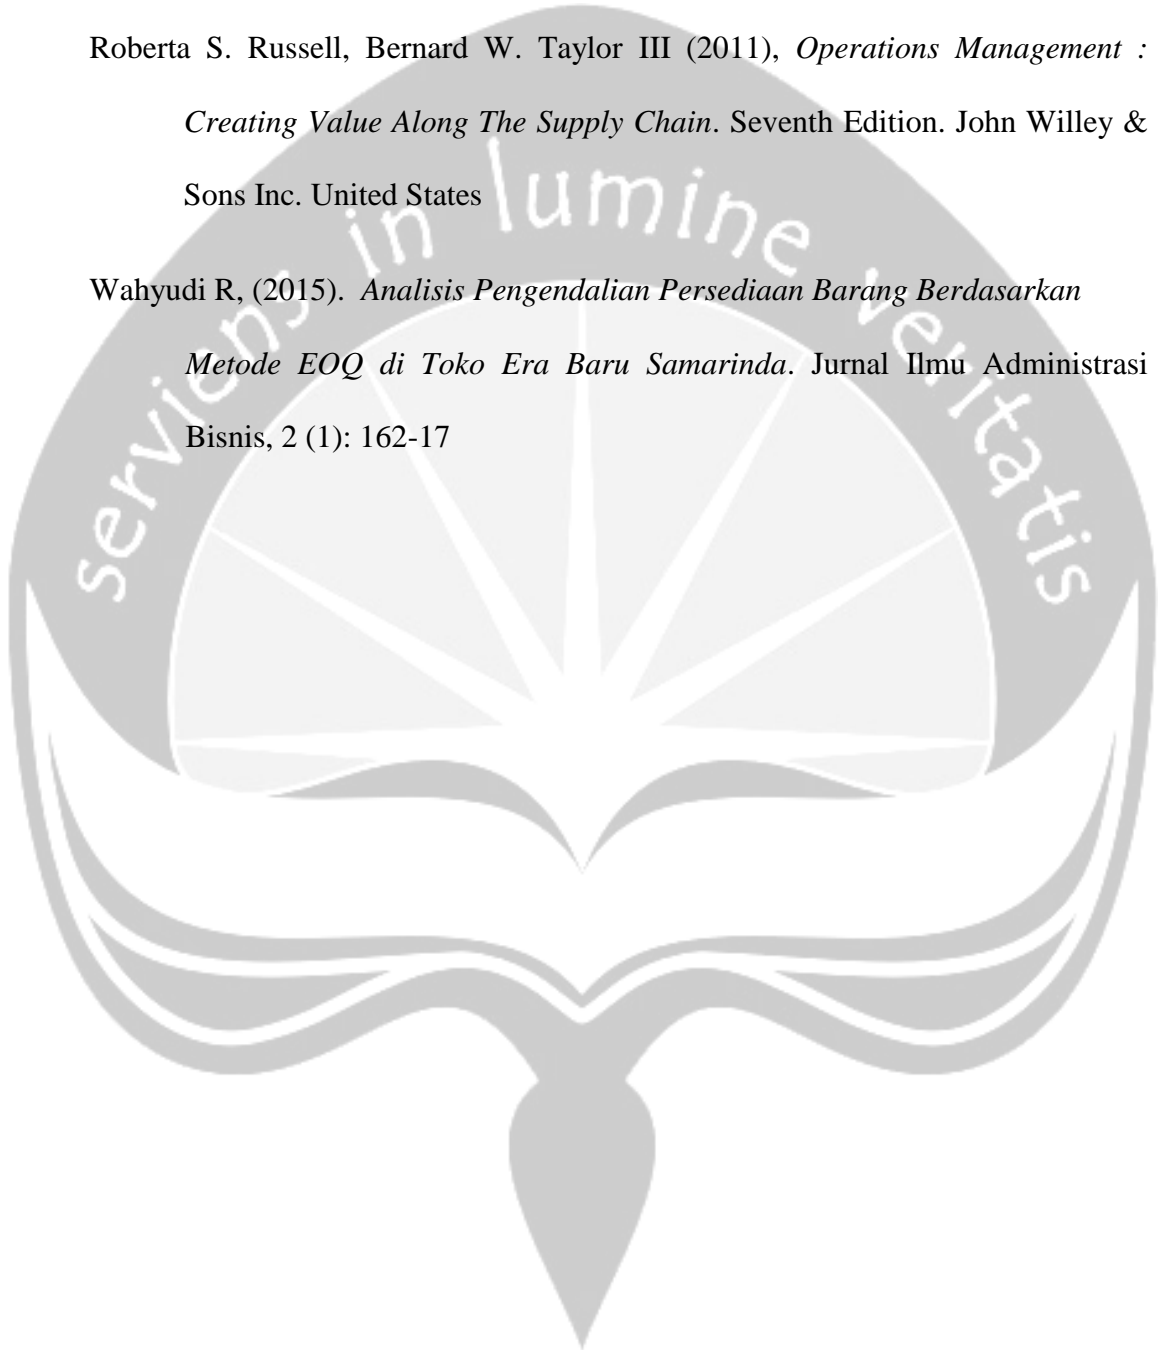 Roberta S. Russell, Bernard W. Taylor III (2011), Operations Management :
Creating Value Along The Supply Chain. Seventh Edition. John Willey &
Sons Inc. United States
Wahyudi R, (2015). Analisis Pengendalian Persediaan Barang Berdasarkan
Metode EOQ di Toko Era Baru Samarinda. Jurnal Ilmu Administrasi
Bisnis, 2 (1): 162-17
serviens in lumine veritatis